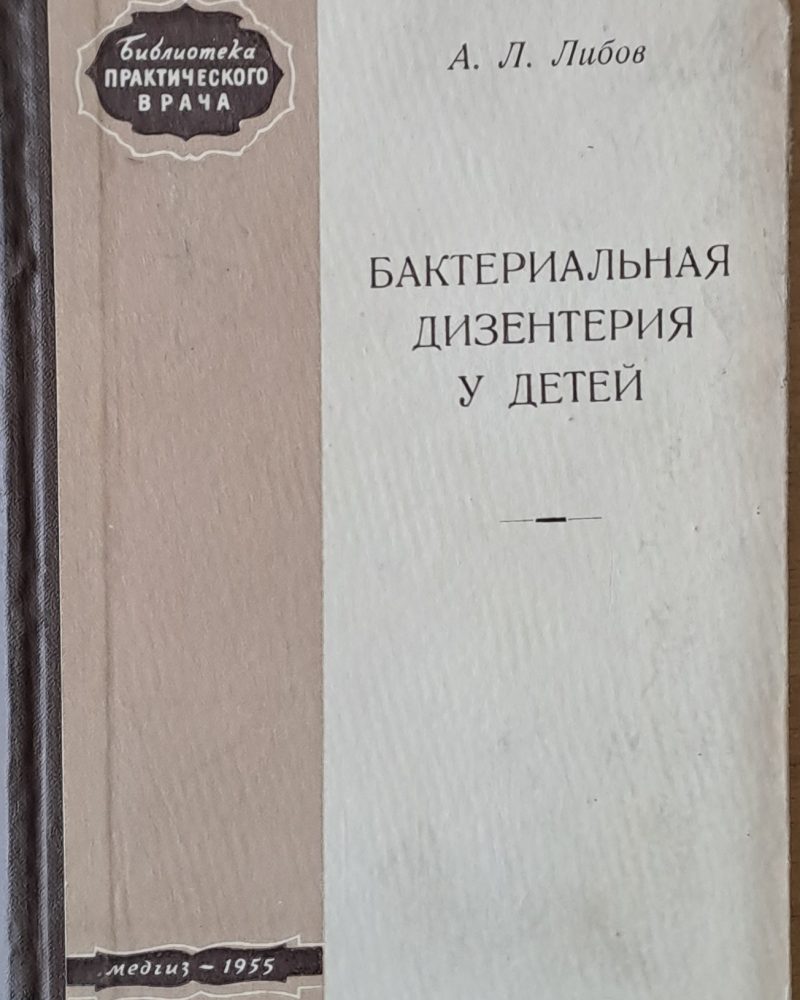 Библиотека
ПРАКТИЧЕСКОГО
ВРАЧА
А. Л. Либов
БАКТЕРИАЛЬНАЯ
ДИЗЕНТЕРИЯ
У ДЕТЕЙ
медгиз – 1955